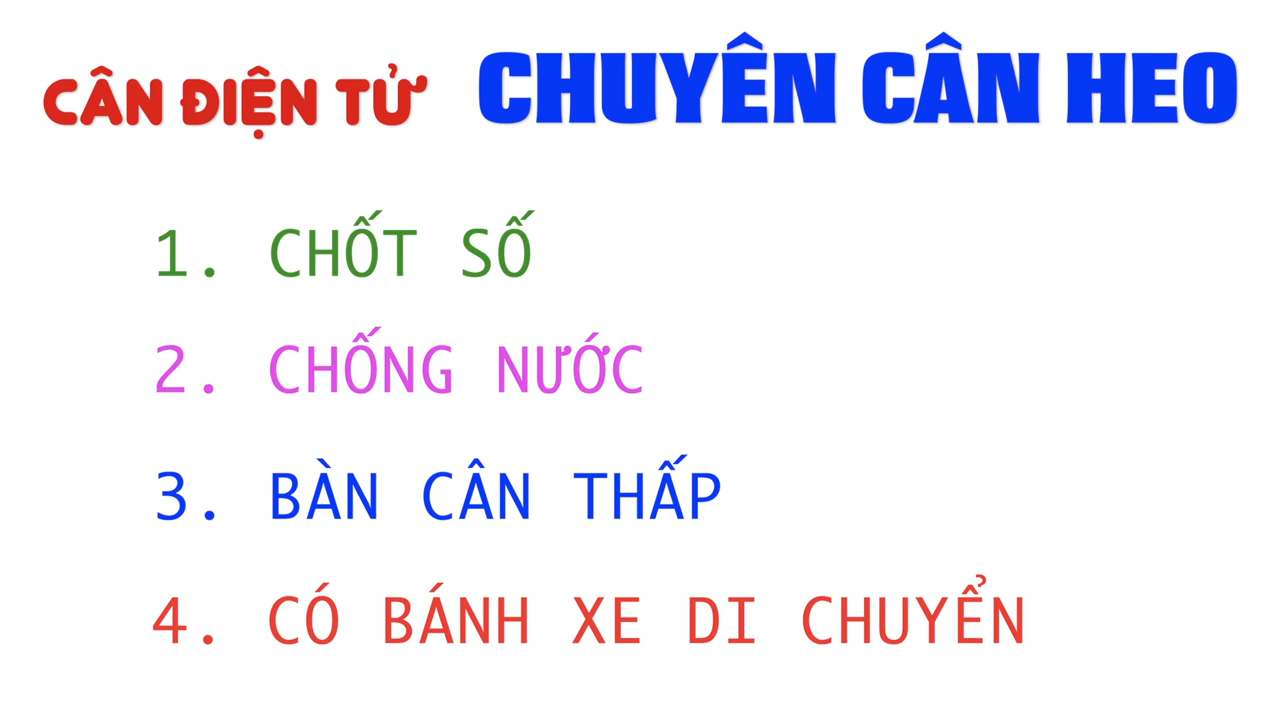 CÂN ĐIỆN TỬ CHUYÊN CÂN HEO
1. CHỐT SỐ
2. CHỐNG NƯỚC
3. BÀN CÂN THẤP
4. CÓ BÁNH XE DI CHUYỂN